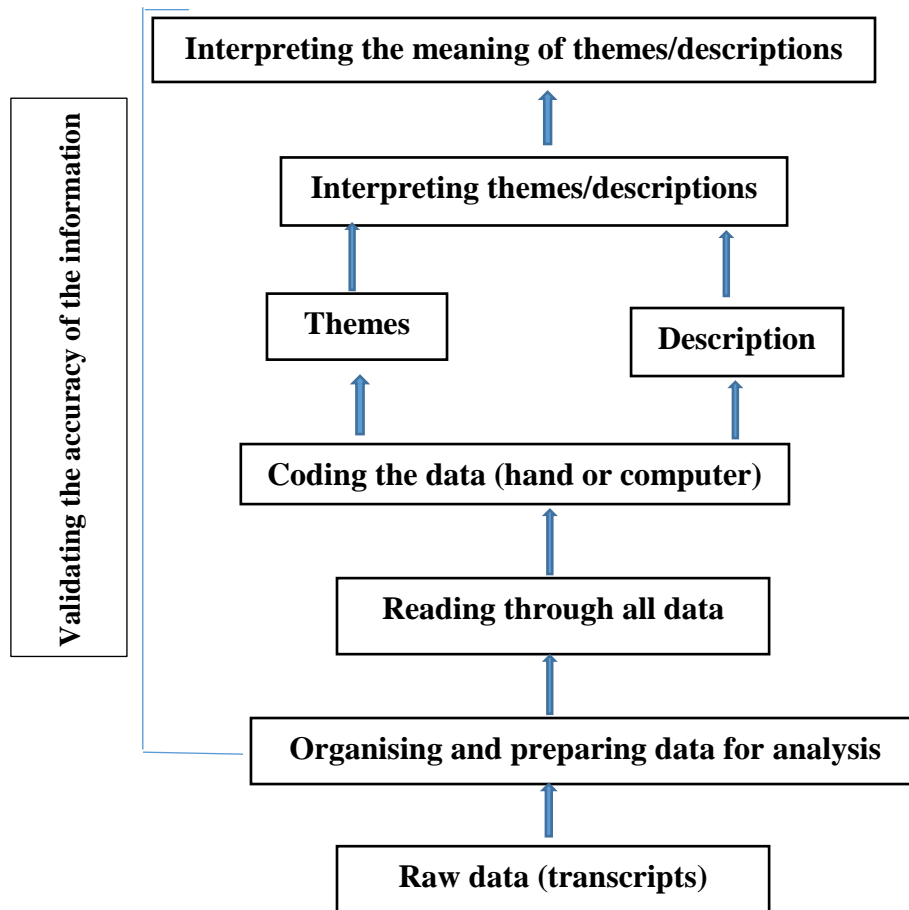 Interpreting the meaning of themes/descriptions
Validating the accuracy of the information
Interpreting themes/descriptions
Themes
Description
Coding the data (hand or computer)
Reading through all data
Organising and preparing data for analysis
Raw data (transcripts)